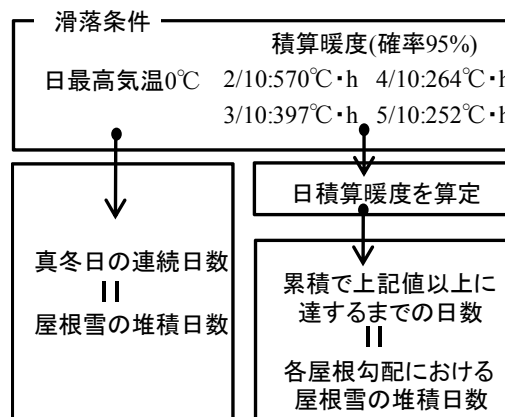 滑落条件
積算暖度(確率95%)
日最高気温0℃
2/10:570℃・h 4/10:264℃・h
3/10:397℃・h 5/10:252℃・h
日積算暖度を算定
真冬日の連続日数
=
屋根雪の堆積日数
累積で上記値以上に
達するまでの日数
=
各屋根勾配における
屋根雪の堆積日数